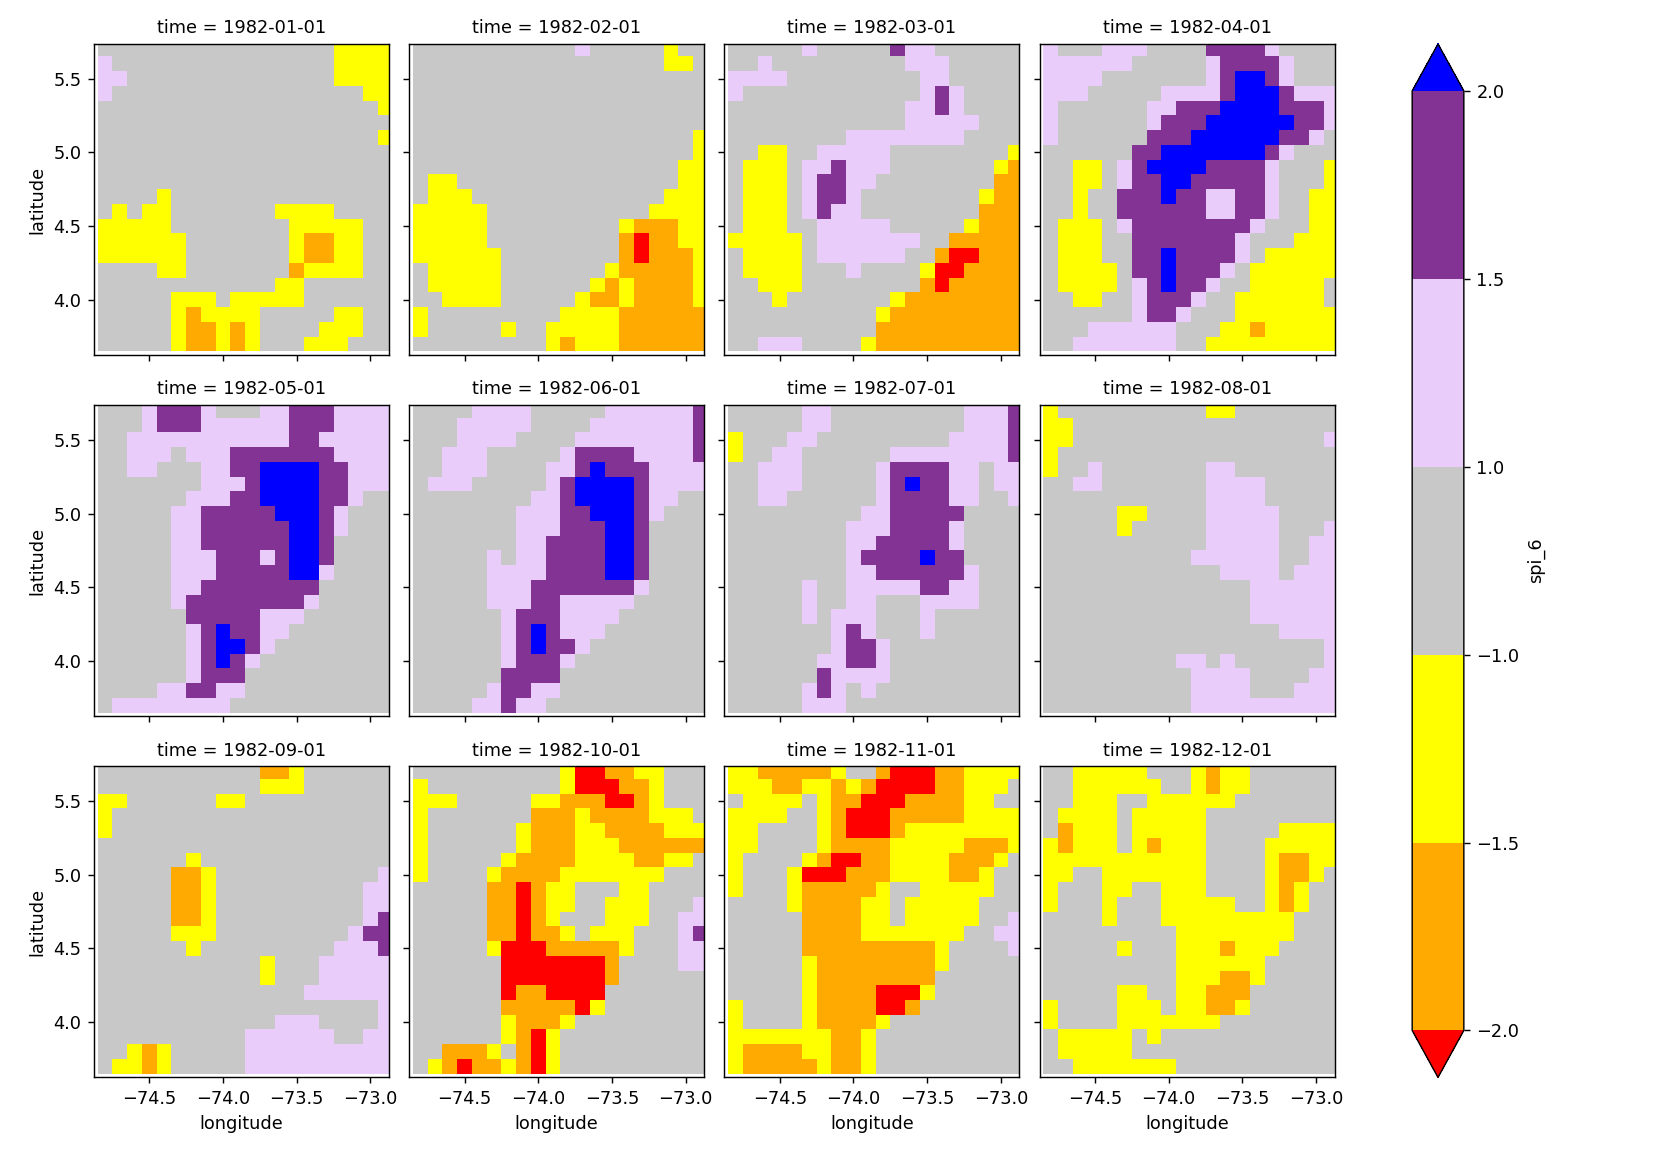 time = 1982-01-01
time = 1982-02-01
time = 1982-03-01
time = 1982-04-01
latitude
5.5
5.0
4.5
4.0
time = 1982-05-01
time = 1982-06-01
time = 1982-07-01
time = 1982-08-01
latitude
5.5
5.0
4.5
4.0
time = 1982-09-01
time = 1982-10-01
time = 1982-11-01
time = 1982-12-01
latitude
5.5
5.0
4.5
4.0
−74.5 −74.0 −73.5 −73.0
longitude
−74.5 −74.0 −73.5 −73.0
longitude
−74.5 −74.0 −73.5 −73.0
longitude
−74.5 −74.0 −73.5 −73.0
longitude
2.0
1.5
1.0
−1.0
−1.5
−2.0
spi_6